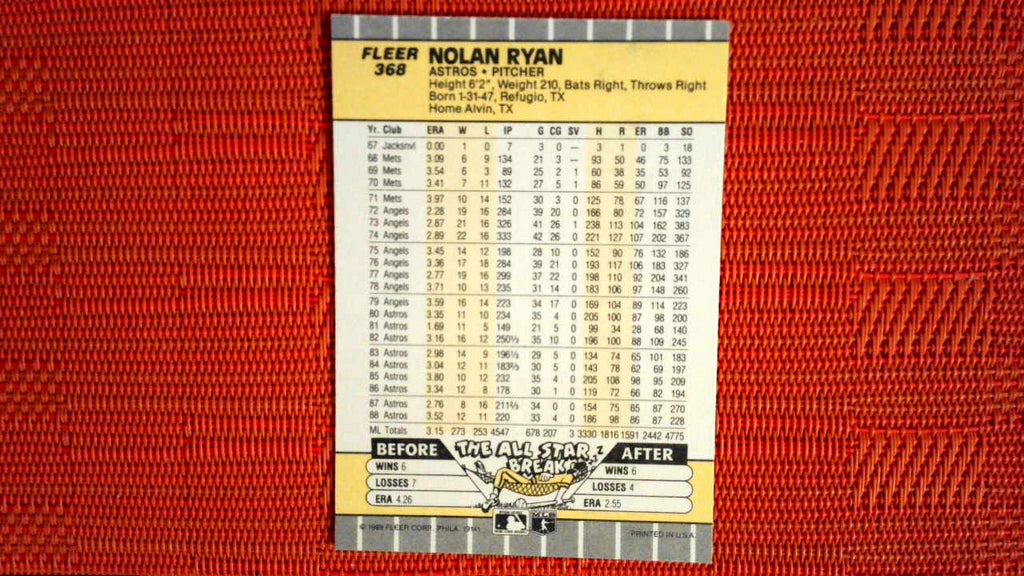 FLEER NOLAN RYAN
368 ASTROS • PITCHER
Height 6'2", Weight 210, Bats Right, Throws Right
Born 1-31-47, Refugio, TX
Home Alvin, TX
Yr. Club ERA W L IP G CG SV H R ER BB SO
67 Jacksnvl 0.00 1 0 7 3 0 — 3 1 0 3 18
68 Mets 3.09 6 9 134 21 3 — 93 50 46 75 133
69 Mets 3.54 6 3 89 25 2 1 60 38 35 53 92
70 Mets 3.41 7 11 132 27 5 1 86 59 50 97 125
71 Mets 3.97 10 14 152 30 3 0 125 78 67 116 137
72 Angels 2.28 19 16 284 39 20 0 166 80 72 157 329
73 Angels 2.87 21 16 326 41 26 1 238 113 104 162 383
74 Angels 2.89 22 16 333 42 26 0 221 127 107 202 367
75 Angels 3.45 14 12 198 28 10 0 152 90 76 132 186
76 Angels 3.36 17 18 284 39 21 0 193 117 106 183 327
77 Angels 2.77 19 16 299 37 22 0 198 110 92 204 341
78 Angels 3.71 10 13 235 31 14 0 183 106 97 148 260
79 Angels 3.59 16 14 223 34 17 0 169 104 89 114 223
80 Astros 3.35 11 10 234 35 4 0 205 100 87 98 200
81 Astros 1.69 11 5 149 21 5 0 99 34 28 68 140
82 Astros 3.16 16 12 250⅓ 35 10 0 196 100 88 109 245
83 Astros 2.98 14 9 196⅓ 29 5 0 134 74 65 101 183
84 Astros 3.04 12 11 183⅔ 30 5 0 143 78 62 69 197
85 Astros 3.80 10 12 232 35 4 0 205 108 98 95 209
86 Astros 3.34 12 8 178 30 1 0 119 72 66 82 194
87 Astros 2.76 8 16 211⅔ 34 0 0 154 75 65 87 270
88 Astros 3.52 12 11 220 33 4 0 186 98 86 87 228
ML Totals 3.15 273 253 4547 678 207 3 3330 1816 1591 2442 4775
BEFORE THE ALL STAR BREAK AFTER
WINS 6 WINS 6
LOSSES 7 LOSSES 4
ERA 4.26 ERA 2.55
© 1989 FLEER CORP. PHILA. 19141 PRINTED IN U.S.A.